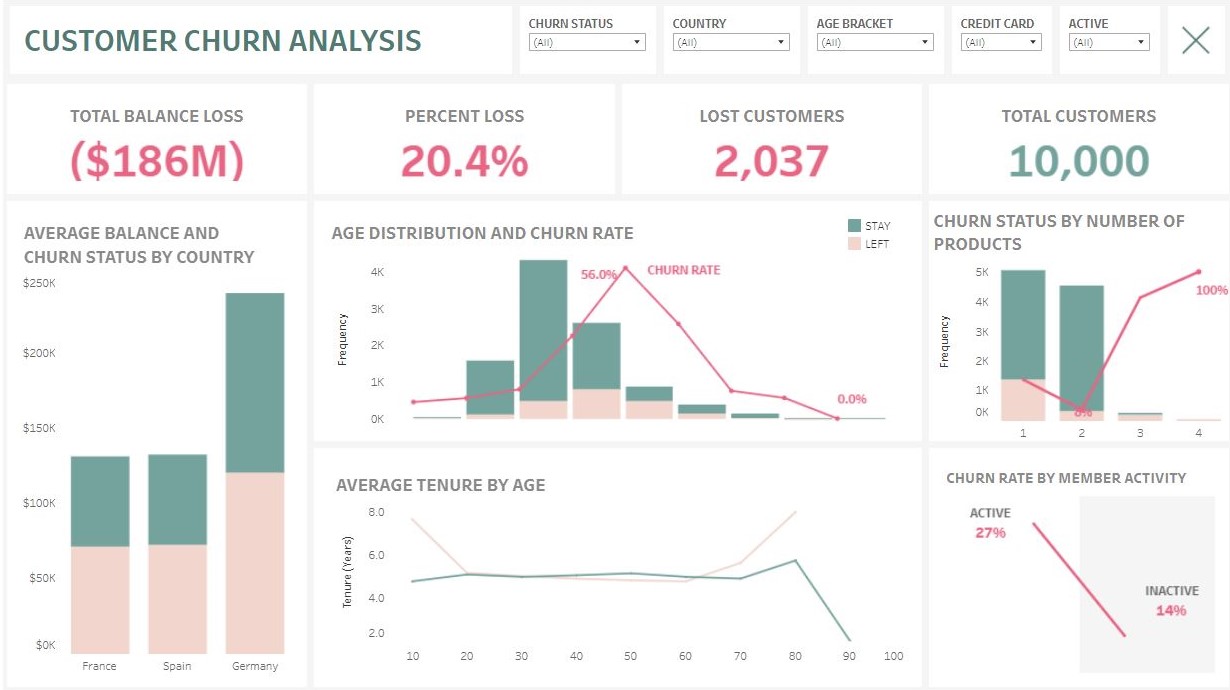 CUSTOMER CHURN ANALYSIS
CHURN STATUS
(All)
COUNTRY
(All)
AGE BRACKET
(All)
CREDIT CARD
(All)
ACTIVE
(All)
TOTAL BALANCE LOSS
($186M)
PERCENT LOSS
20.4%
LOST CUSTOMERS
2,037
TOTAL CUSTOMERS
10,000
AVERAGE BALANCE AND
CHURN STATUS BY COUNTRY
$250K
$200K
$150K
$100K
$50K
$0K
France
Spain
Germany
AGE DISTRIBUTION AND CHURN RATE
STAY
LEFT
Frequency
4K
3K
2K
1K
0K
56.0%
CHURN RATE
0.0%
CHURN STATUS BY NUMBER OF
PRODUCTS
Frequency
5K
4K
3K
2K
1K
0K
100%
8%
1
2
3
4
AVERAGE TENURE BY AGE
Tenure (Years)
8.0
6.0
4.0
2.0
10
20
30
40
50
60
70
80
90
100
CHURN RATE BY MEMBER ACTIVITY
ACTIVE
27%
INACTIVE
14%